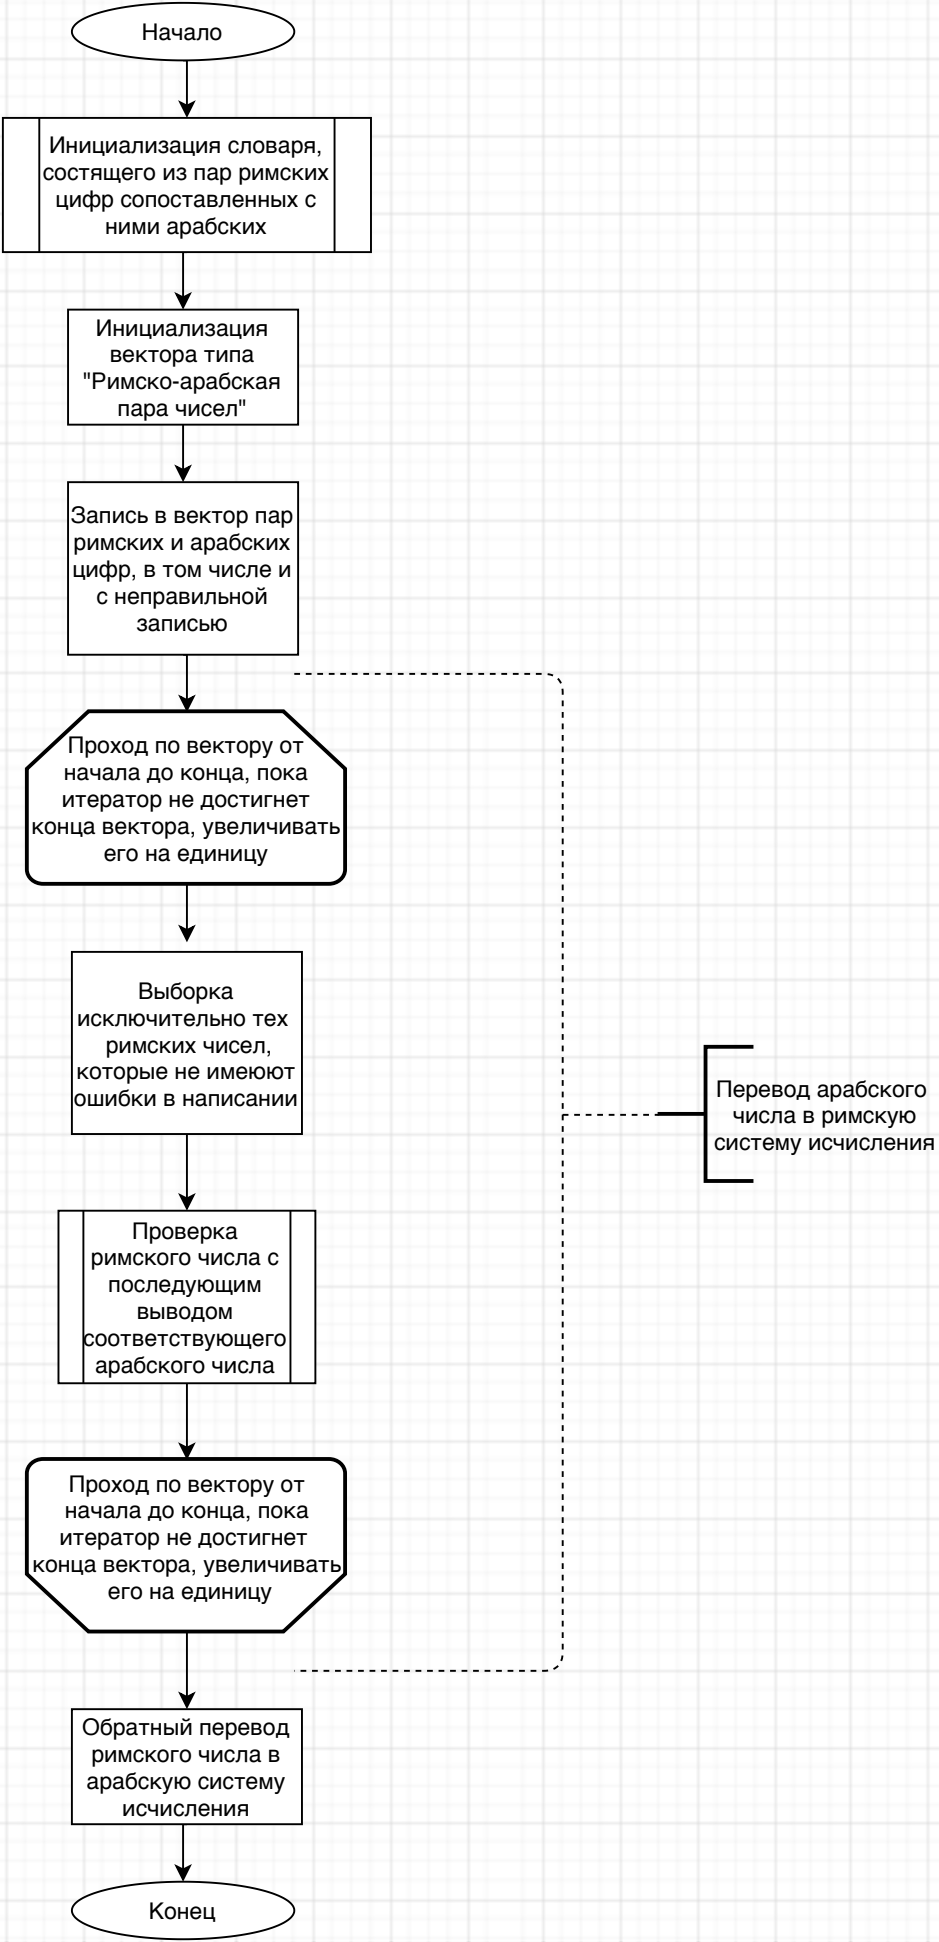 Начало
Инициализация словаря,
состящего из пар римских
цифр сопоставленных с
ними арабских
Инициализация
вектора типа
"Римско-арабская
пара чисел"
Запись в вектор пар
римских и арабских
цифр, в том числе и
с неправильной
записью
Проход по вектору от
начала до конца, пока
итератор не достигнет
конца вектора, увеличивать
его на единицу
Выборка
исключительно тех
римских чисел,
которые не имеюют
ошибки в написании
Перевод арабского
числа в римскую
систему исчисления
Проверка
римского числа с
последующим
выводом
соответствующего
арабского числа
Проход по вектору от
начала до конца, пока
итератор не достигнет
конца вектора, увеличивать
его на единицу
Обратный перевод
римского числа в
арабскую систему
исчисления
Конец